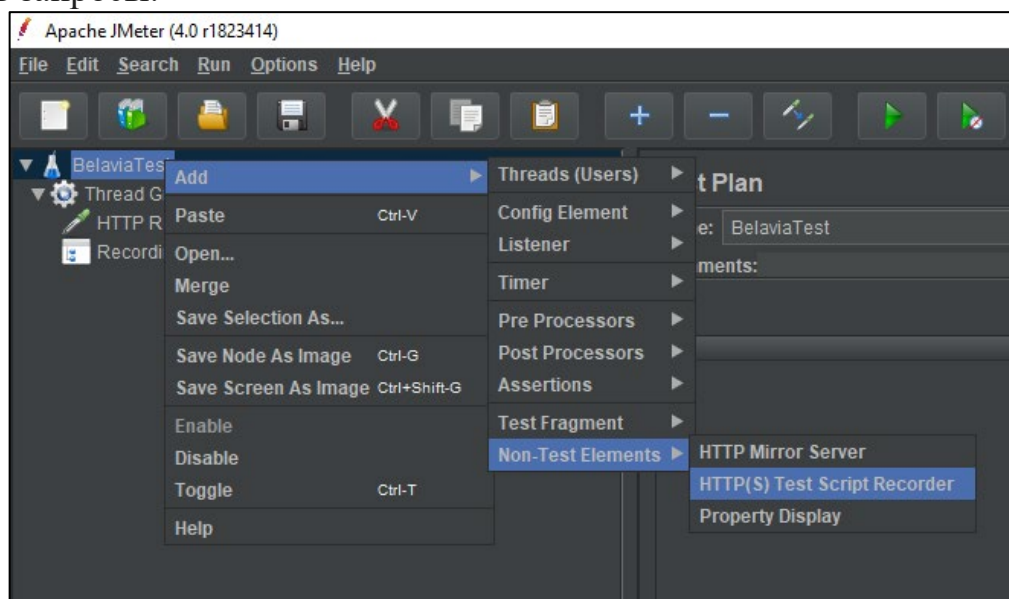 Apache JMeter (4.0 r1823414)
File Edit Search Run Options Help
BelaviaTes
Thread G
HTTP R
Recordi
Add
Paste Ctrl-V
Open...
Merge
Save Selection As...
Save Node As Image Ctrl-G
Save Screen As Image Ctrl+Shift-G
Enable
Disable
Toggle Ctrl-T
Help
Threads (Users)
Config Element
Listener
Timer
Pre Processors
Post Processors
Assertions
Test Fragment
Non-Test Elements
HTTP Mirror Server
HTTP(S) Test Script Recorder
Property Display
t Plan
e: BelaviaTest
ments: